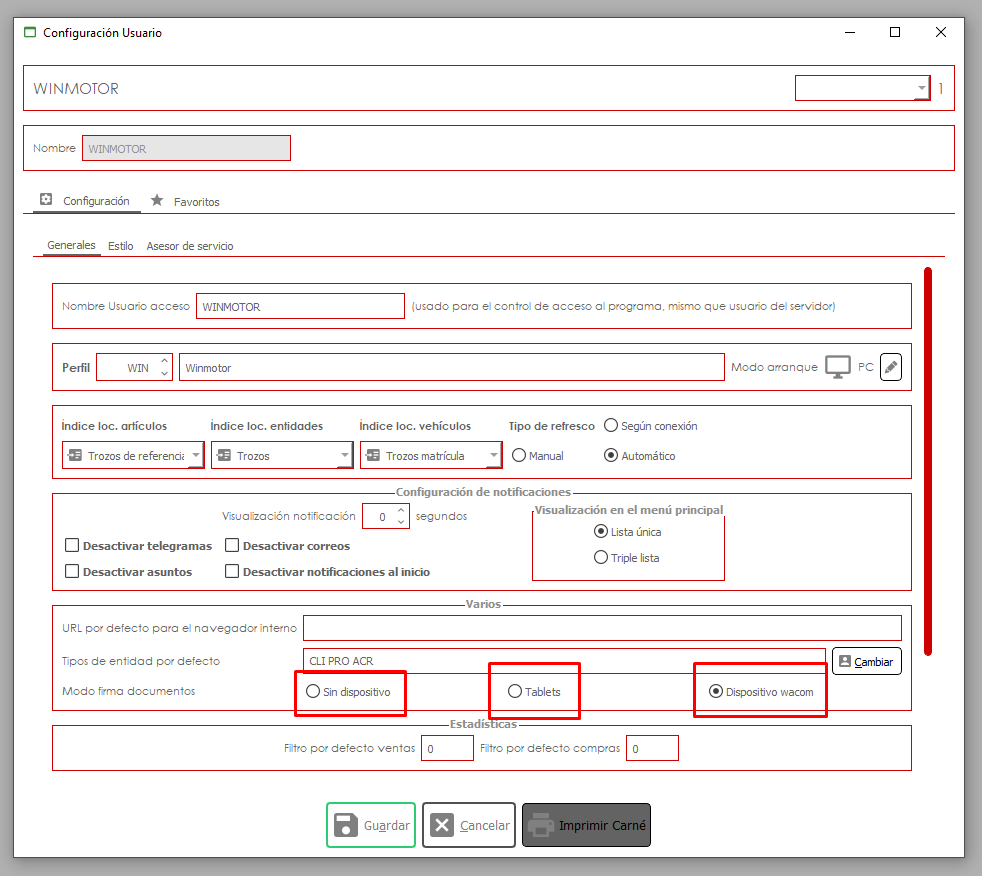 Configuración Usuario
WINMOTOR 1
Nombre WINMOTOR
Configuración Favoritos
Generales Estilo Asesor de servicio
Nombre Usuario acceso WINMOTOR (usado para el control de acceso al programa, mismo que usuario del servidor)
Perfil WIN Winmotor Modo arranque PC
Índice loc. artículos Índice loc. entidades Índice loc. vehículos Tipo de refresco Según conexión
Trozos de referencia Trozos Trozos matrícula Manual Automático
Configuración de notificaciones
Visualización notificación 0 segundos
Visualización en el menú principal
Lista única
Desactivar telegramas Desactivar correos
Triple lista
Desactivar asuntos Desactivar notificaciones al inicio
Varios
URL por defecto para el navegador interno
Tipos de entidad por defecto CLI PRO ACR Cambiar
Modo firma documentos Sin dispositivo Tablets Dispositivo wacom
Estadísticas
Filtro por defecto ventas 0 Filtro por defecto compras 0
Guardar Cancelar Imprimir Carné